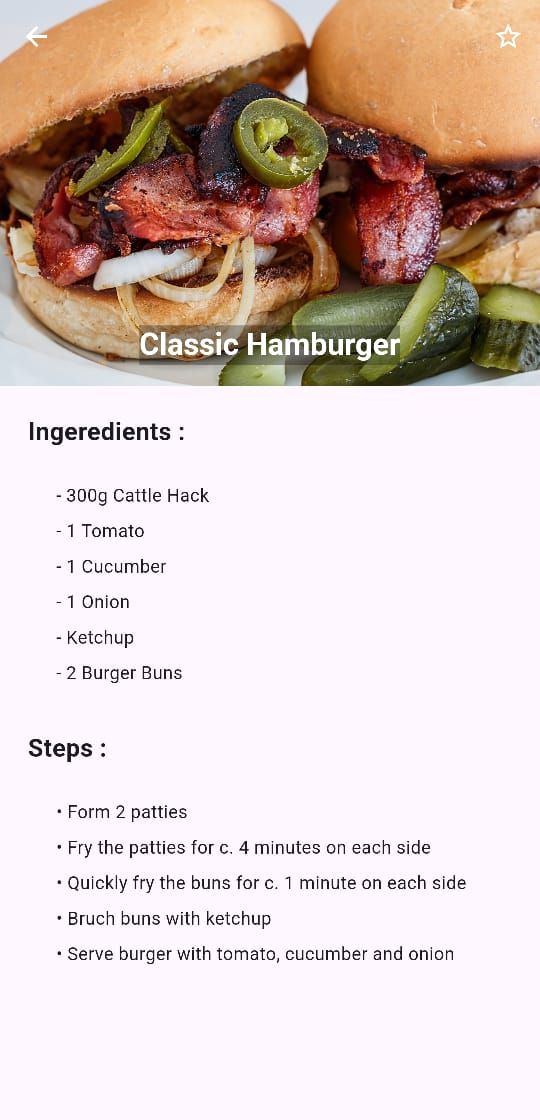 Classic Hamburger
Ingeredients :
- 300g Cattle Hack
- 1 Tomato
- 1 Cucumber
- 1 Onion
- Ketchup
- 2 Burger Buns
Steps :
• Form 2 patties
• Fry the patties for c. 4 minutes on each side
• Quickly fry the buns for c. 1 minute on each side
• Bruch buns with ketchup
• Serve burger with tomato, cucumber and onion